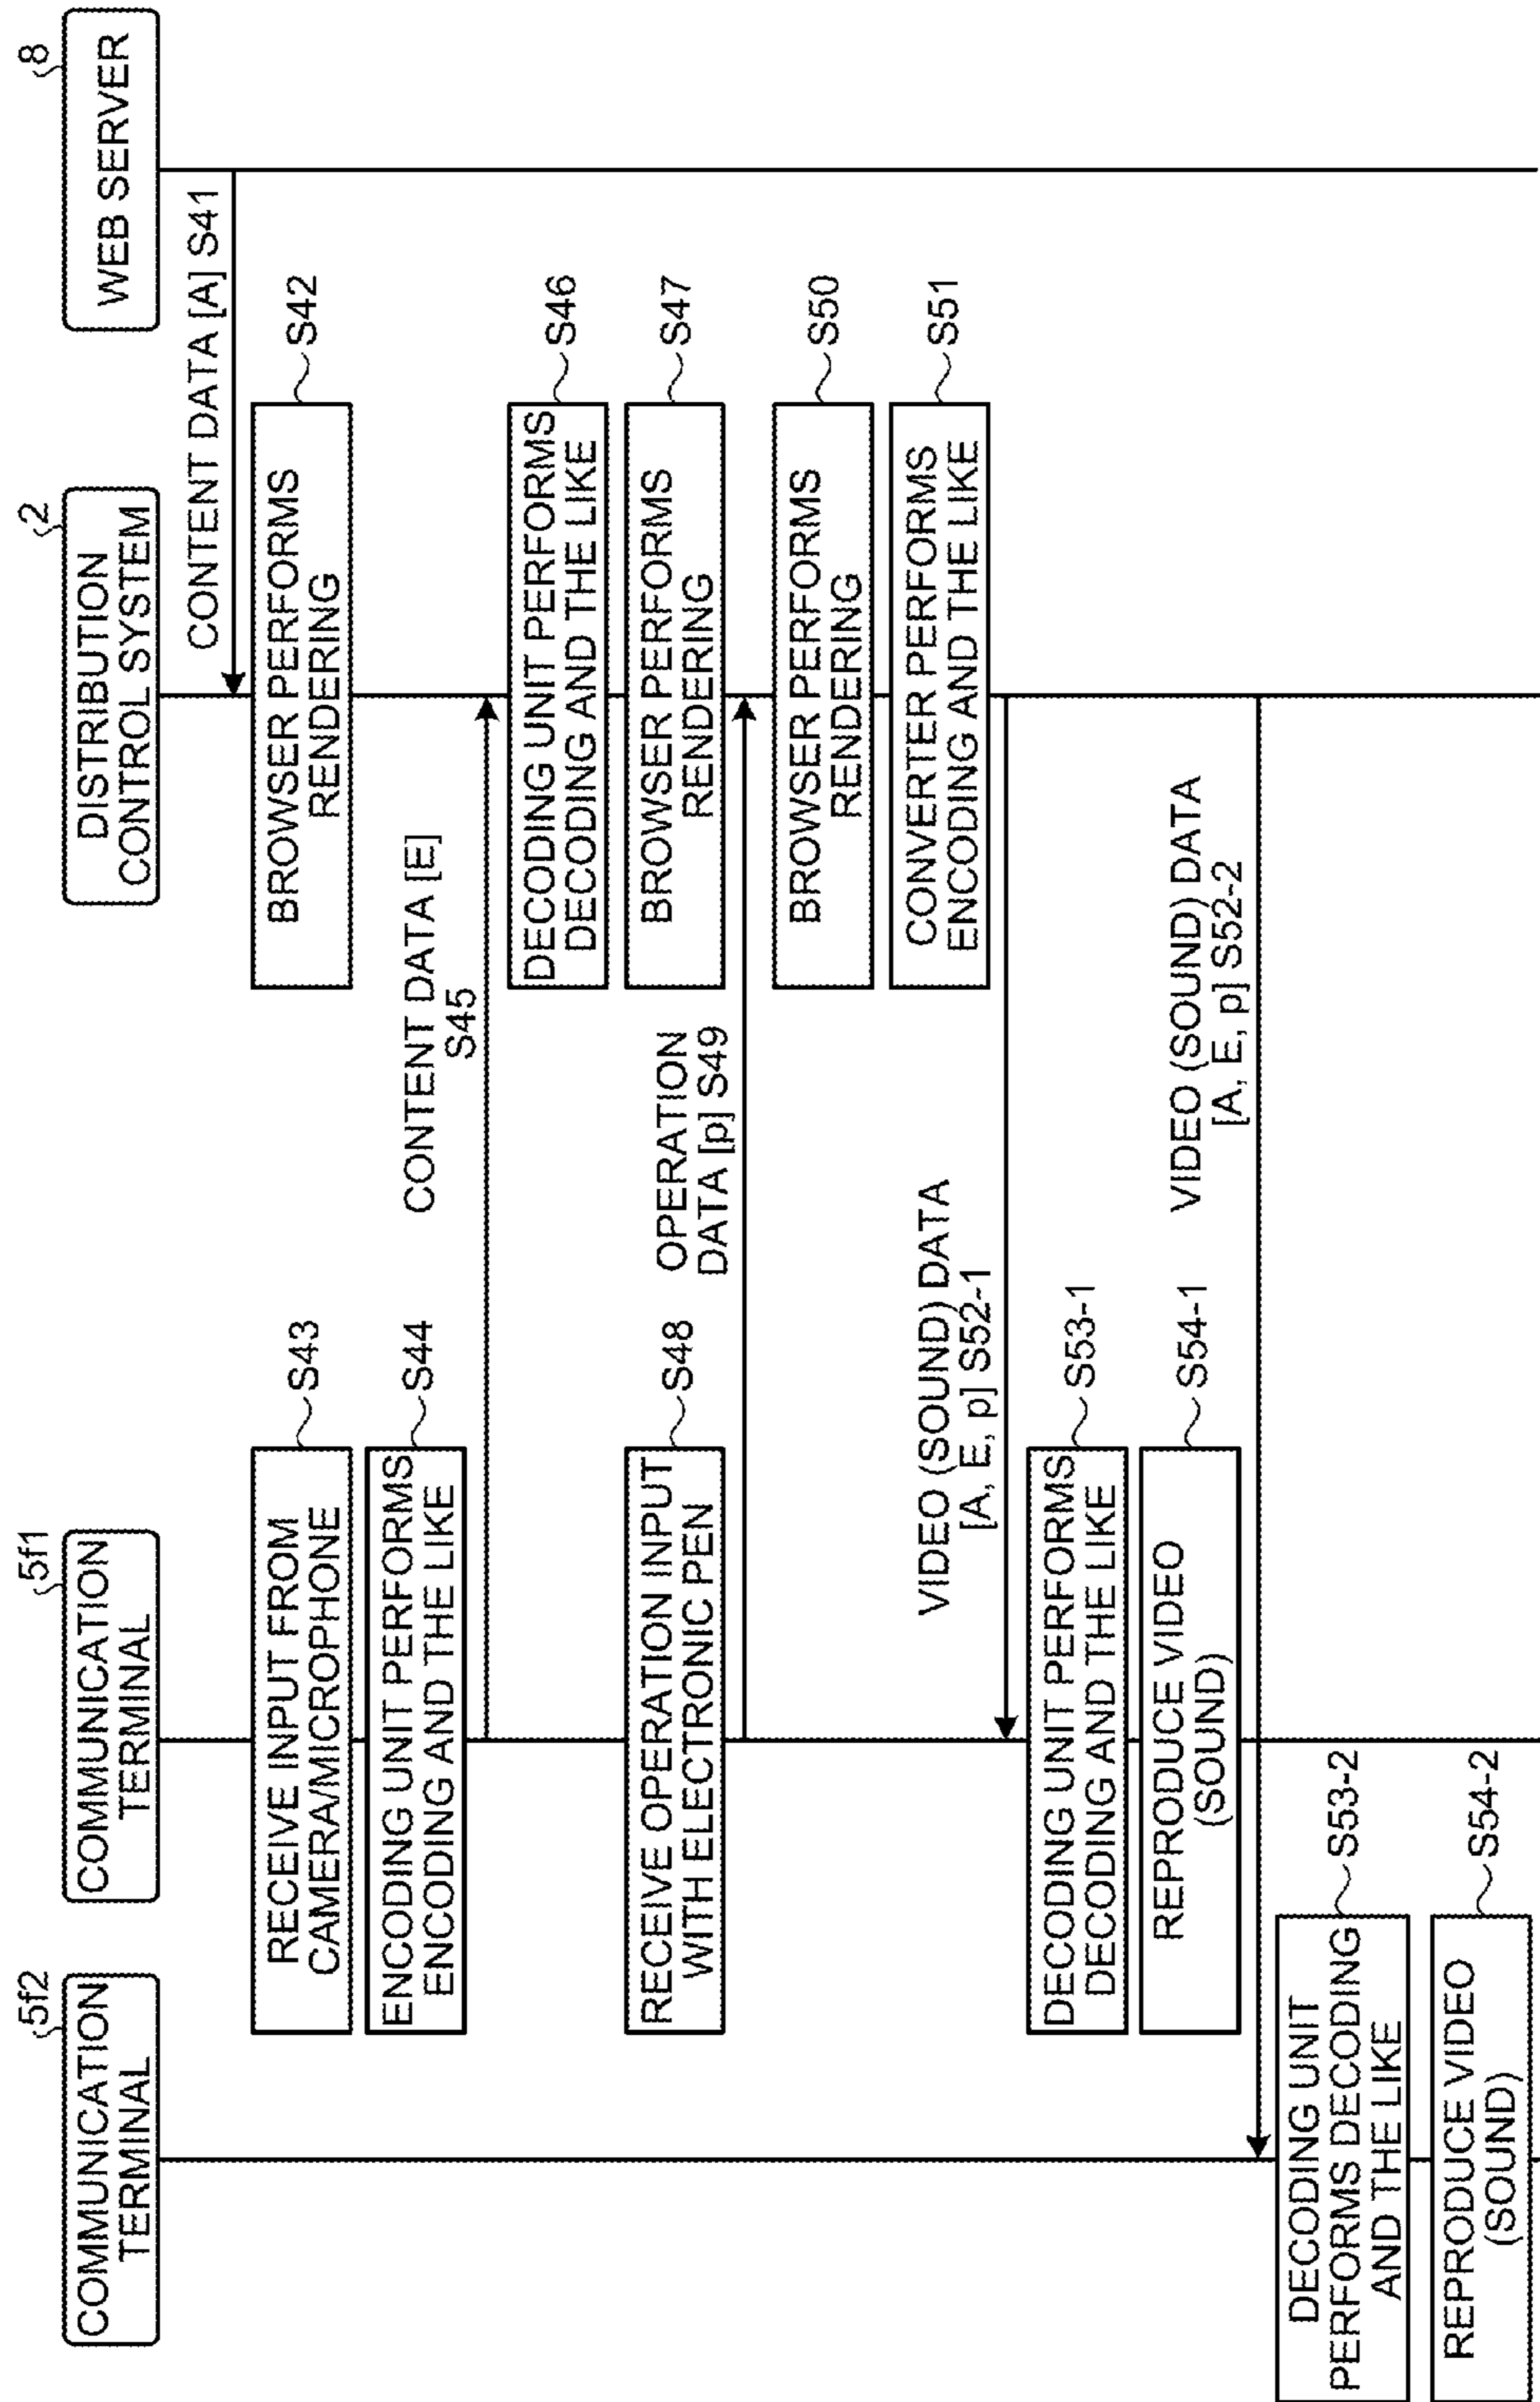 5f2
COMMUNICATION
TERMINAL
5f1
COMMUNICATION
TERMINAL
2
DISTRIBUTION
CONTROL SYSTEM
8
WEB SERVER
CONTENT DATA [A] S41
BROWSER PERFORMS
RENDERING
S42
RECEIVE INPUT FROM
CAMERA/MICROPHONE
S43
ENCODING UNIT PERFORMS
ENCODING AND THE LIKE
S44
CONTENT DATA [E]
S45
DECODING UNIT PERFORMS
DECODING AND THE LIKE
S46
BROWSER PERFORMS
RENDERING
S47
RECEIVE OPERATION INPUT
WITH ELECTRONIC PEN
S48
OPERATION
DATA [p] S49
BROWSER PERFORMS
RENDERING
S50
CONVERTER PERFORMS
ENCODING AND THE LIKE
S51
VIDEO (SOUND) DATA
[A, E, p] S52-1
DECODING UNIT PERFORMS
DECODING AND THE LIKE
S53-1
REPRODUCE VIDEO
(SOUND)
S54-1
VIDEO (SOUND) DATA
[A, E, p] S52-2
DECODING UNIT
PERFORMS DECODING
AND THE LIKE
S53-2
REPRODUCE VIDEO
(SOUND)
S54-2